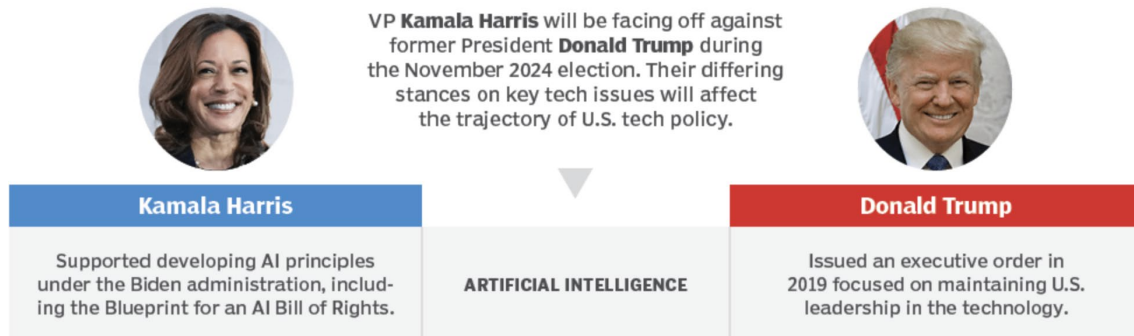 VP Kamala Harris will be facing off against
former President Donald Trump during
the November 2024 election. Their differing
stances on key tech issues will affect
the trajectory of U.S. tech policy.
Kamala Harris
Donald Trump
Supported developing AI principles
under the Biden administration, includ-
ing the Blueprint for an AI Bill of Rights.
ARTIFICIAL INTELLIGENCE
Issued an executive order in
2019 focused on maintaining U.S.
leadership in the technology.